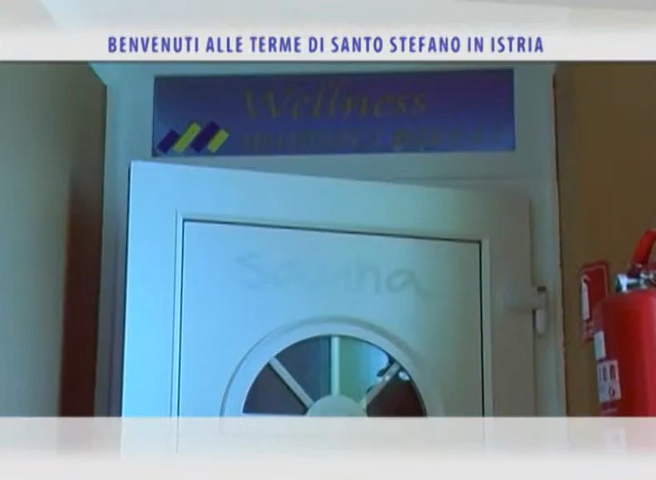 BENVENUTI ALLE TERME DI SANTO STEFANO IN ISTRIA
Wellness
Sauna